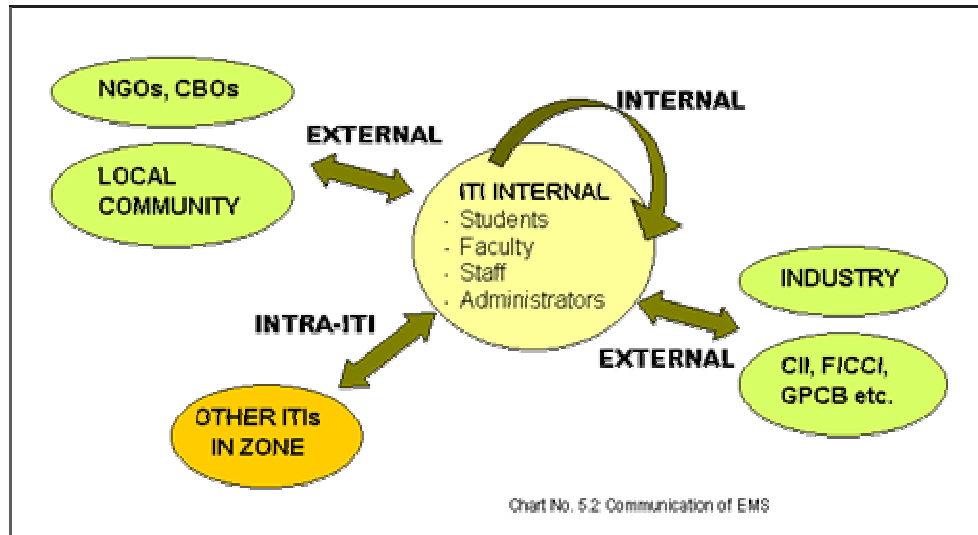 NGOs, CBOs
EXTERNAL
LOCAL
COMMUNITY
INTERNAL
ITI INTERNAL
- Students
- Faculty
- Staff
- Administrators
INDUSTRY
EXTERNAL
CII, FICCI,
GPCB etc.
INTRA-ITI
OTHER ITIs
IN ZONE
Chart No. 5.2 Communication of EMS